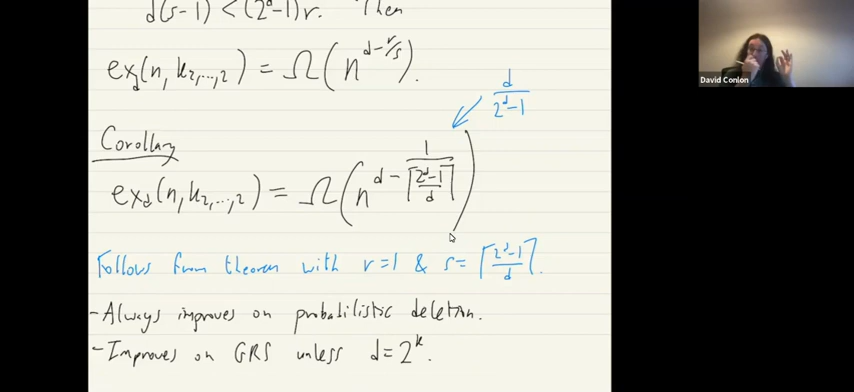 d(s-1) < (2^d-1)r. Then
ex_d(n, K_{2,...,2}) = Ω(n^{d-r/s}).
d/(2^d-1)
Corollary
ex_d(n, K_{2,...,2}) = Ω(n^{d - 1/⌈(2^d-1)/d⌉})
Follows from theorem with r=1 & s=⌈(2^d-1)/d⌉.
-Always improves on probabilistic deletion.
-Improves on GRS unless d=2^k.
David Conlon